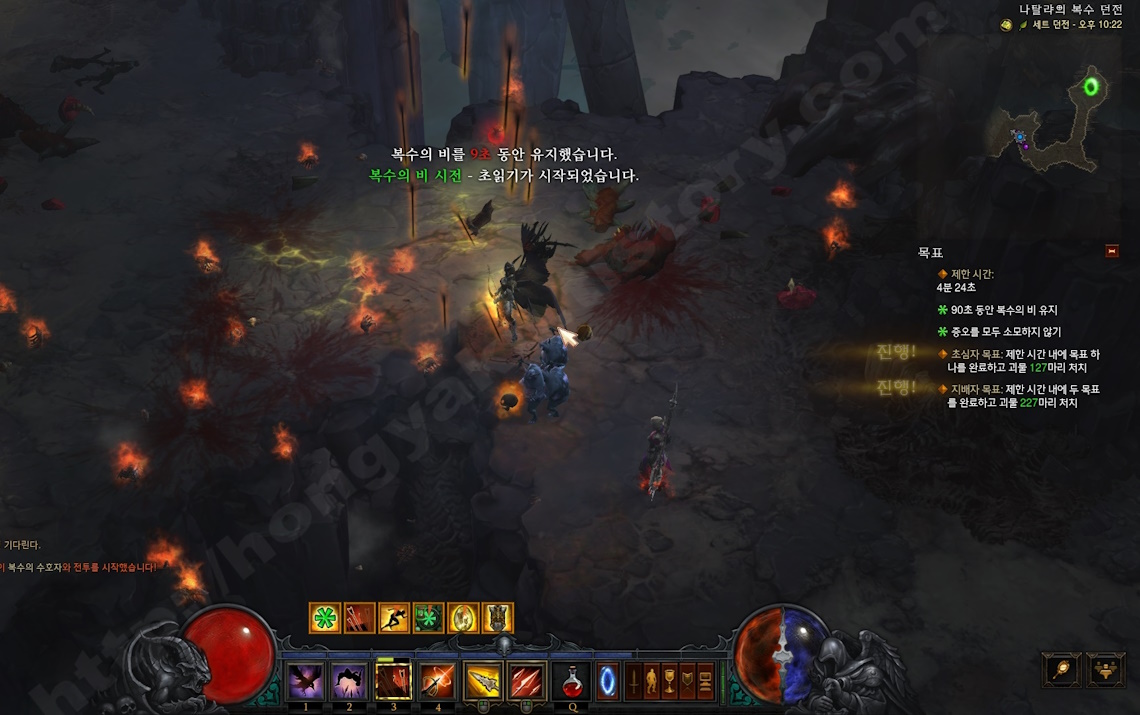 나탈랴의 복수 던전
세트 던전 - 오후 10:22
복수의 비를 9초 동안 유지했습니다.
복수의 비 시전 - 초읽기가 시작되었습니다.
목표
제한 시간:
4분 24초
90초 동안 복수의 비 유지
증오를 모두 소모하지 않기
진행!
초심자 목표: 제한 시간 내에 목표 하
나를 완료하고 괴물 127마리 처치
진행!
지배자 목표: 제한 시간 내에 두 목표
를 완료하고 괴물 227마리 처치
기다린다.
복수의 수호자와 전투를 시작했습니다!
1 2 3 4 Q